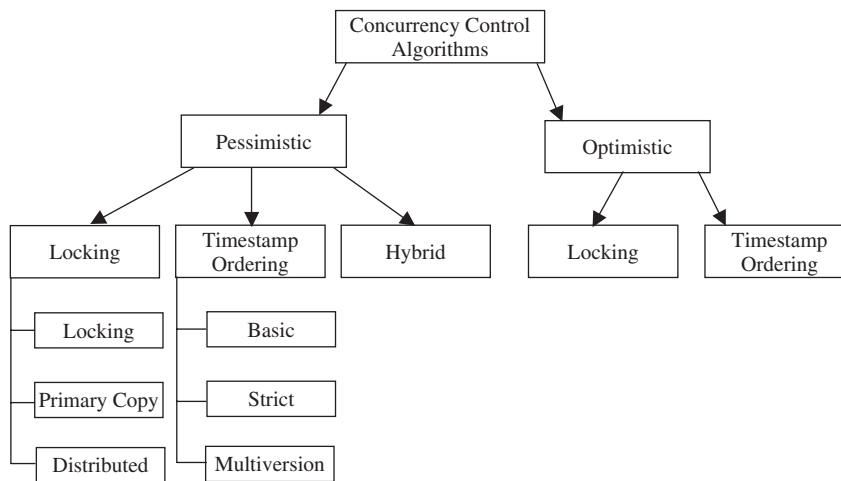 Concurrency Control
Algorithms
Pessimistic
Optimistic
Locking
Timestamp
Ordering
Hybrid
Locking
Timestamp
Ordering
Locking
Basic
Primary Copy
Strict
Distributed
Multiversion